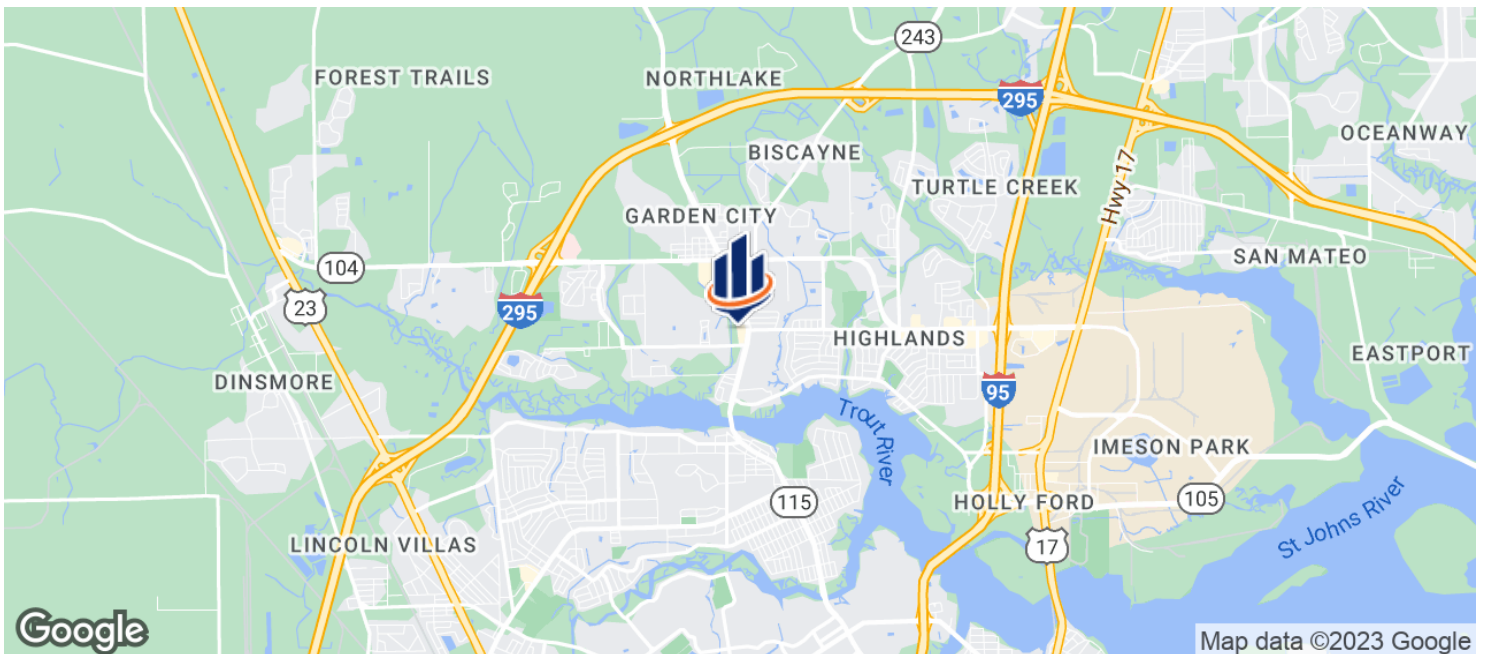 243
FOREST TRAILS
NORTHLAKE
295
OCEANWAY
BISCAYNE
TURTLE CREEK
Hwy 17
GARDEN CITY
SAN MATEO
104
23
295
HIGHLANDS
EASTPORT
DINSMORE
95
Trout River
IMESON PARK
115
HOLLY FORD
105
St Johns River
LINCOLN VILLAS
17
Google
Map data ©2023 Google